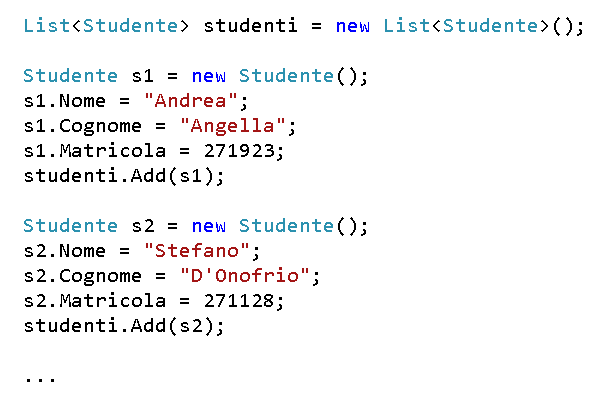 List<Studente> studenti = new List<Studente>();
Studente s1 = new Studente();
s1.Nome = "Andrea";
s1.Cognome = "Angella";
s1.Matricola = 271923;
studenti.Add(s1);
Studente s2 = new Studente();
s2.Nome = "Stefano";
s2.Cognome = "D'Onofrio";
s2.Matricola = 271128;
studenti.Add(s2);
...